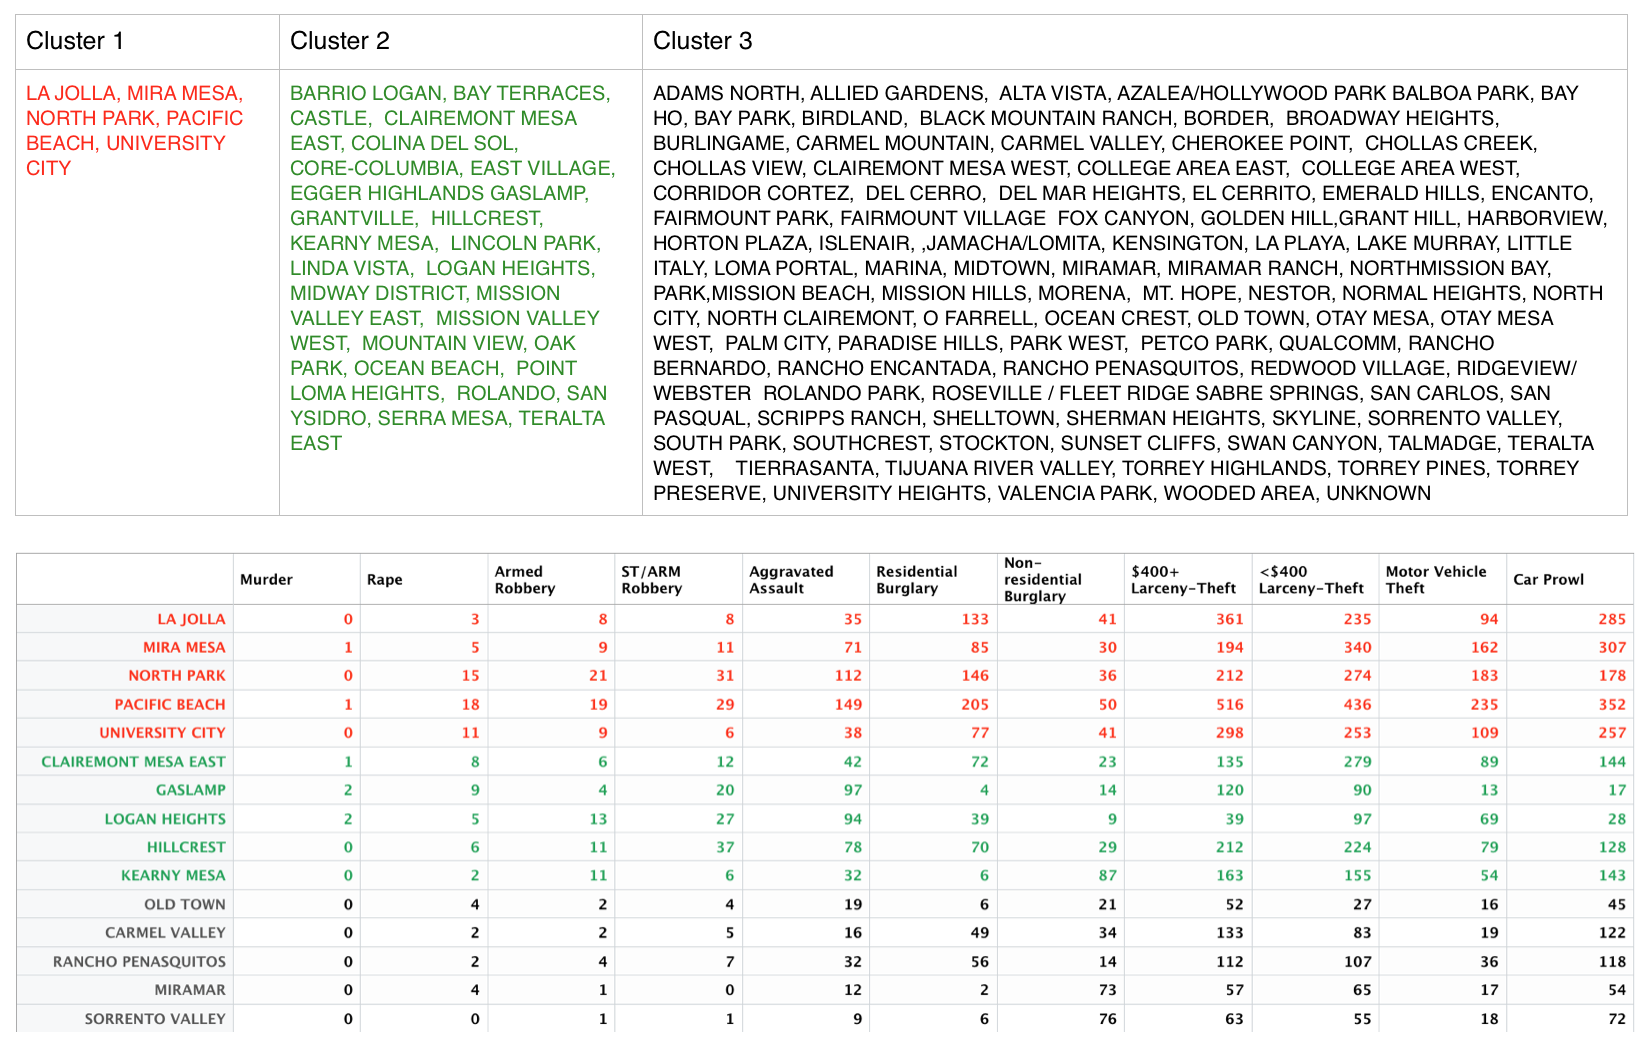 Cluster 1 Cluster 2 Cluster 3
LA JOLLA, MIRA MESA,
NORTH PARK, PACIFIC
BEACH, UNIVERSITY
CITY
BARRIO LOGAN, BAY TERRACES,
CASTLE, CLAIREMONT MESA
EAST, COLINA DEL SOL,
CORE-COLUMBIA, EAST VILLAGE,
EGGER HIGHLANDS GASLAMP,
GRANTVILLE, HILLCREST,
KEARNY MESA, LINCOLN PARK,
LINDA VISTA, LOGAN HEIGHTS,
MIDWAY DISTRICT, MISSION
VALLEY EAST, MISSION VALLEY
WEST, MOUNTAIN VIEW, OAK
PARK, OCEAN BEACH, POINT
LOMA HEIGHTS, ROLANDO, SAN
YSIDRO, SERRA MESA, TERALTA
EAST
ADAMS NORTH, ALLIED GARDENS, ALTA VISTA, AZALEA/HOLLYWOOD PARK BALBOA PARK, BAY
HO, BAY PARK, BIRDLAND, BLACK MOUNTAIN RANCH, BORDER, BROADWAY HEIGHTS,
BURLINGAME, CARMEL MOUNTAIN, CARMEL VALLEY, CHEROKEE POINT, CHOLLAS CREEK,
CHOLLAS VIEW, CLAIREMONT MESA WEST, COLLEGE AREA EAST, COLLEGE AREA WEST,
CORRIDOR CORTEZ, DEL CERRO, DEL MAR HEIGHTS, EL CERRITO, EMERALD HILLS, ENCANTO,
FAIRMOUNT PARK, FAIRMOUNT VILLAGE FOX CANYON, GOLDEN HILL,GRANT HILL, HARBORVIEW,
HORTON PLAZA, ISLENAIR, ,JAMACHA/LOMITA, KENSINGTON, LA PLAYA, LAKE MURRAY, LITTLE
ITALY, LOMA PORTAL, MARINA, MIDTOWN, MIRAMAR, MIRAMAR RANCH, NORTHMISSION BAY,
PARK,MISSION BEACH, MISSION HILLS, MORENA, MT. HOPE, NESTOR, NORMAL HEIGHTS, NORTH
CITY, NORTH CLAIREMONT, O FARRELL, OCEAN CREST, OLD TOWN, OTAY MESA, OTAY MESA
WEST, PALM CITY, PARADISE HILLS, PARK WEST, PETCO PARK, QUALCOMM, RANCHO
BERNARDO, RANCHO ENCANTADA, RANCHO PENASQUITOS, REDWOOD VILLAGE, RIDGEVIEW/
WEBSTER ROLANDO PARK, ROSEVILLE / FLEET RIDGE SABRE SPRINGS, SAN CARLOS, SAN
PASQUAL, SCRIPPS RANCH, SHELLTOWN, SHERMAN HEIGHTS, SKYLINE, SORRENTO VALLEY,
SOUTH PARK, SOUTHCREST, STOCKTON, SUNSET CLIFFS, SWAN CANYON, TALMADGE, TERALTA
WEST, TIERRASANTA, TIJUANA RIVER VALLEY, TORREY HIGHLANDS, TORREY PINES, TORREY
PRESERVE, UNIVERSITY HEIGHTS, VALENCIA PARK, WOODED AREA, UNKNOWN
Murder
Rape
Armed
Robbery
ST/ARM
Robbery
Aggravated
Assault
Residential
Burglary
Non-
residential
Burglary
$400+
Larceny-Theft
<$400
Larceny-Theft
Motor Vehicle
Theft
Car Prowl
LA JOLLA 0 3 8 8 35 133 41 361 235 94 285
MIRA MESA 1 5 9 11 71 85 30 194 340 162 307
NORTH PARK 0 15 21 31 112 146 36 212 274 183 178
PACIFIC BEACH 1 18 19 29 149 205 50 516 436 235 352
UNIVERSITY CITY 0 11 9 6 38 77 41 298 253 109 257
CLAIREMONT MESA EAST 1 8 6 12 42 72 23 135 279 89 144
GASLAMP 2 9 4 20 97 4 14 120 90 13 17
LOGAN HEIGHTS 2 5 13 27 94 39 9 39 97 69 28
HILLCREST 0 6 11 37 78 70 29 212 224 79 128
KEARNY MESA 0 2 11 6 32 6 87 163 155 54 143
OLD TOWN 0 4 2 4 19 6 21 52 27 16 45
CARMEL VALLEY 0 2 2 5 16 49 34 133 83 19 122
RANCHO PENASQUITOS 0 2 4 7 32 56 14 112 107 36 118
MIRAMAR 0 4 1 0 12 2 73 57 65 17 54
SORRENTO VALLEY 0 0 1 1 9 6 76 63 55 18 72